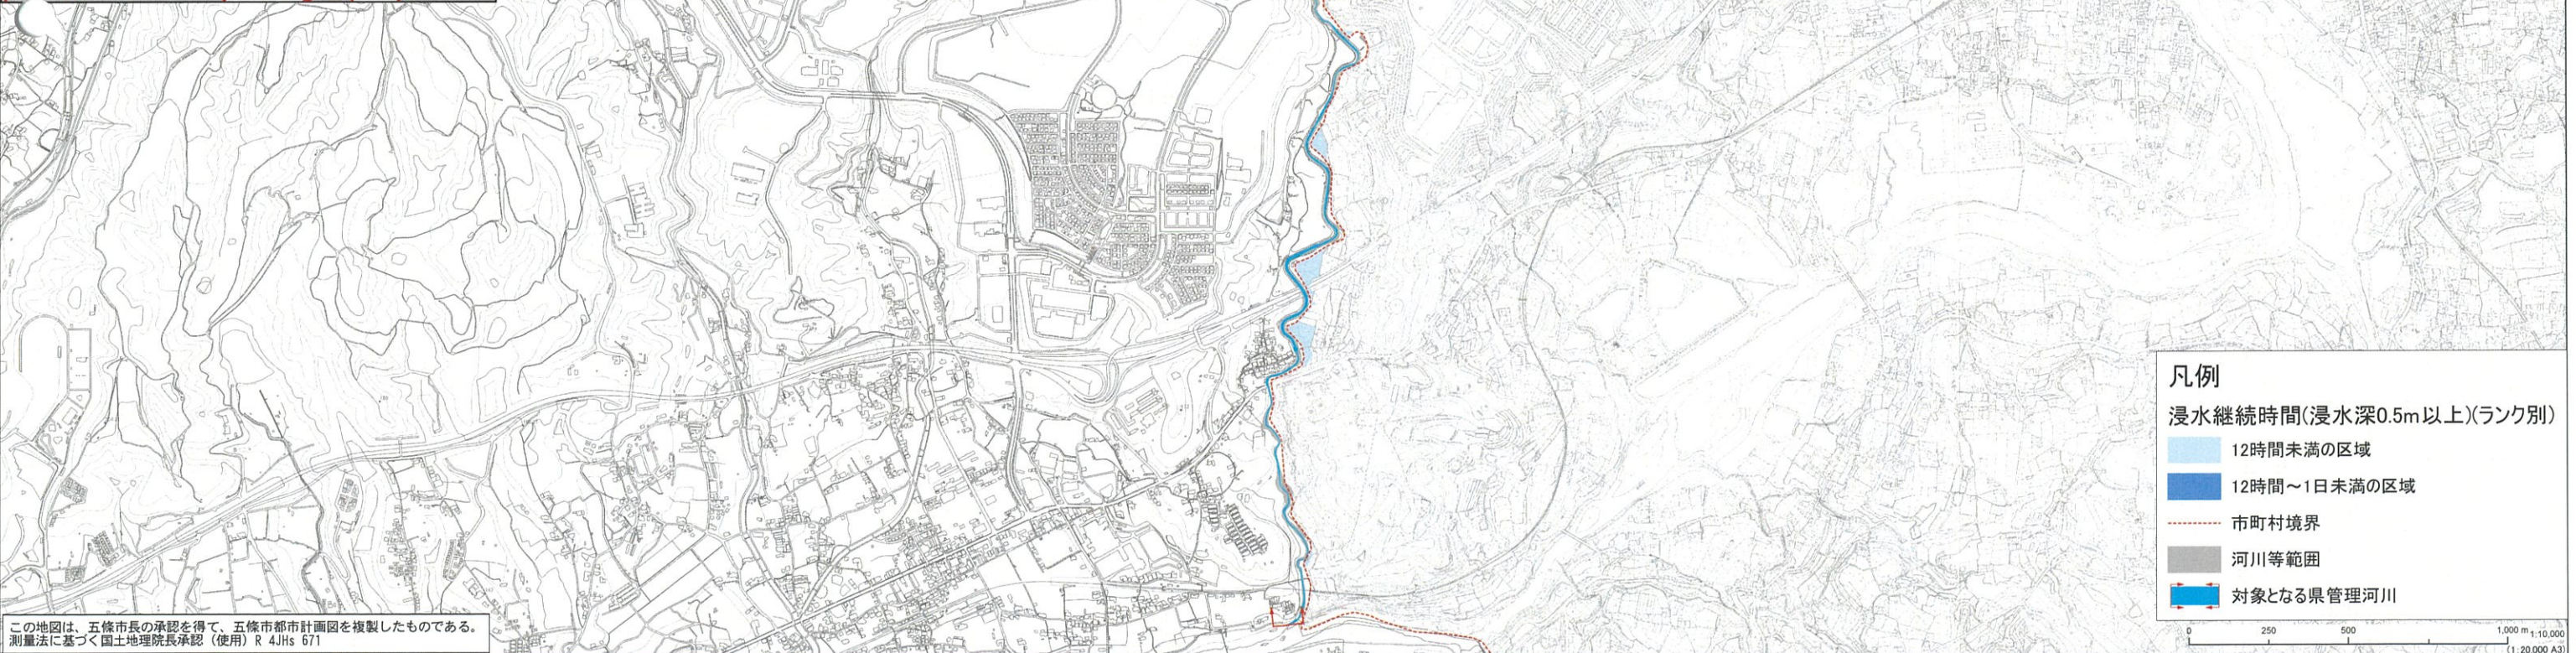 凡例
浸水継続時間(浸水深0.5m以上)(ランク別)
12時間未満の区域
12時間～1日未満の区域
市町村境界
河川等範囲
対象となる県管理河川
0 250 500 1,000 m 1:10,000
(1:20,000 A3)
この地図は、五條市長の承認を得て、五條市都市計画図を複製したものである。
測量法に基づく国土地理院長承認（使用）R 4JHs 671